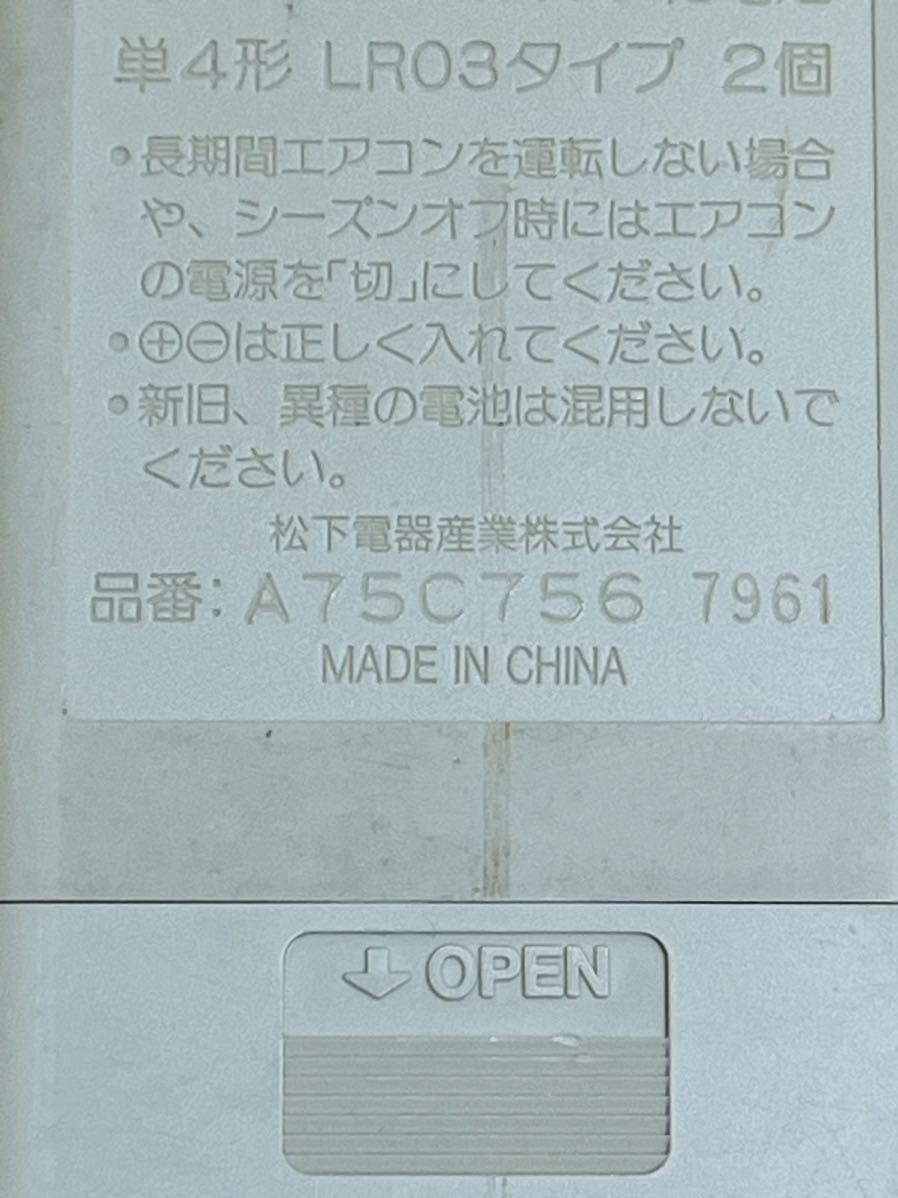 単4形 LR03タイプ 2個
•長期間エアコンを運転しない場合
や、シーズンオフ時にはエアコン
の電源を「切」にしてください。
•⊕⊖は正しく入れてください。
•新旧、異種の電池は混用しないで
ください。
松下電器産業株式会社
品番: A75C756 7961
MADE IN CHINA
↓ OPEN